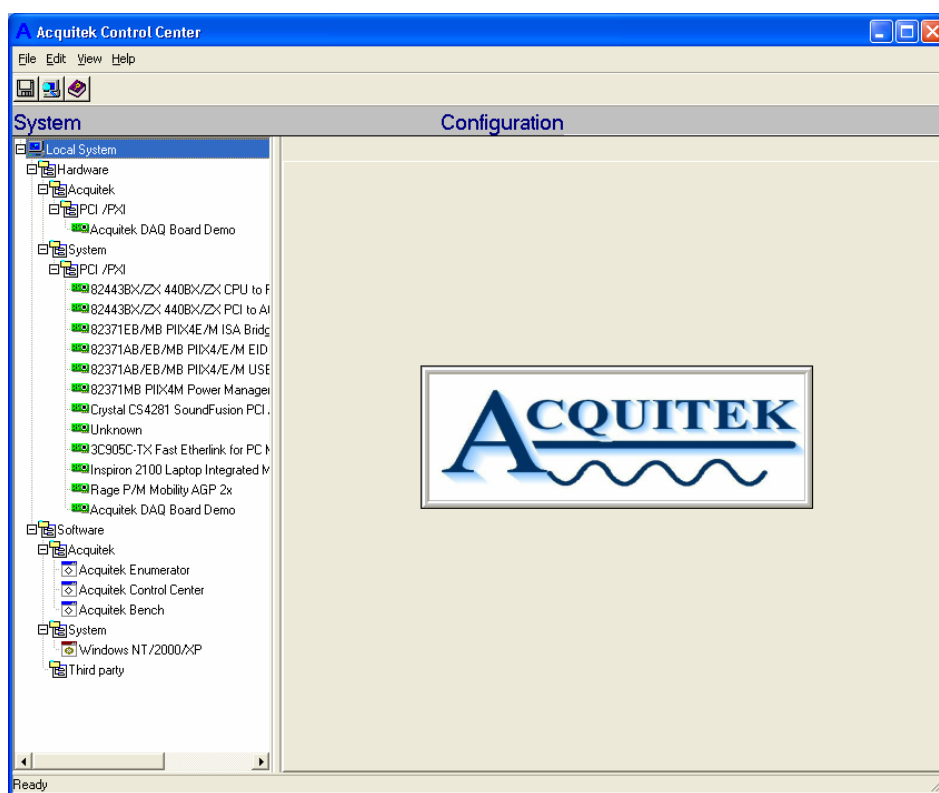 Acquitek Control Center
File Edit View Help
System Configuration
Local System
Hardware
Acquitek
PCI /PXI
Acquitek DAQ Board Demo
System
PCI /PXI
82443BX/ZX 440BX/ZX CPU to
82443BX/ZX 440BX/ZX PCI to
82371EB/MB PIIX4E/M ISA
82371AB/EB/MB PIIX4/E/M EID
82371AB/EB/MB PIIX4/E/M USE
82371MB PIIX4M Power Manager
Crystal CS4281 SoundFusion PCI
Unknown
3C905C-TX Fast Etherlink for PC
Inspiron 2100 Laptop Integrated
Rage P/M Mobility AGP 2x
Acquitek DAQ Board Demo
Software
Acquitek
Acquitek Enumerator
Acquitek Control Center
Acquitek Bench
System
Windows NT/2000/XP
Third party
ACQUITEK
Ready